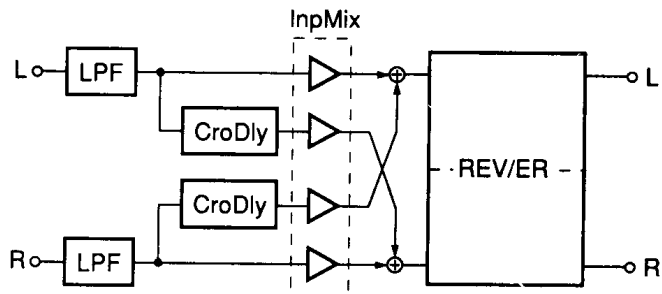 InpMix
L LPF L
CroDly
REV/ER
CroDly
R LPF R